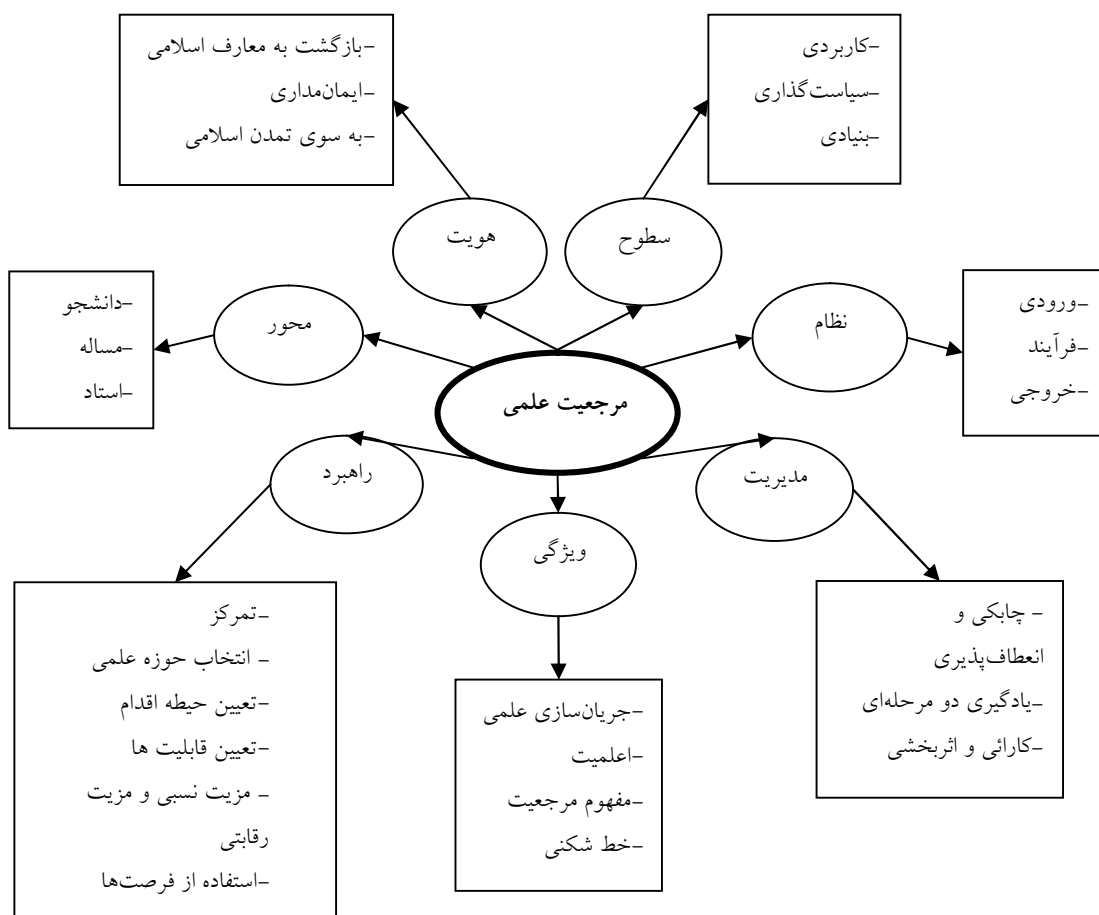 -کاربردی
-سیاست‌گذاری
-بنیادی
-بازگشت به معارف اسلامی
-ایمان‌مداری
-به سوی تمدن اسلامی
سطوح
هویت
-ورودی
-فرآیند
-خروجی
نظام
محور
-دانشجو
-مساله
-استاد
مرجعیت علمی
مدیریت
راهبرد
ویژگی
- چابکی و
انعطاف‌پذیری
-یادگیری دو مرحله‌ای
-کارائی و اثربخشی
-جریان‌سازی علمی
-اعلمیت
-مفهوم مرجعیت
-خط شکنی
-تمرکز
- انتخاب حوزه علمی
-تعیین حیطه اقدام
-تعیین قابلیت ها
- مزیت نسبی و مزیت
رقابتی
-استفاده از فرصت‌ها